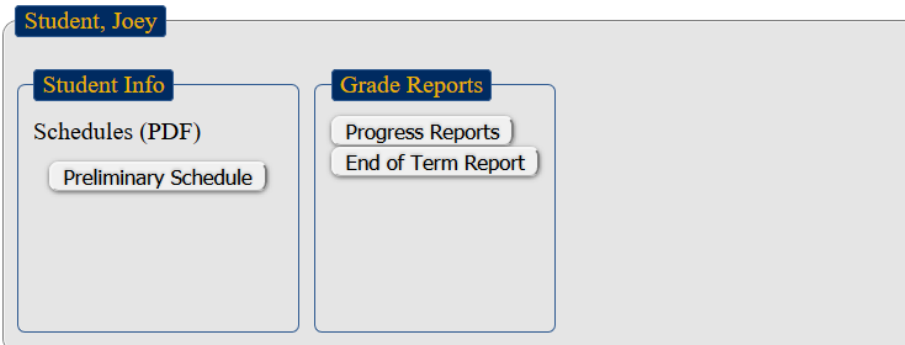 Student, Joey
Student Info
Schedules (PDF)
Preliminary Schedule
Grade Reports
Progress Reports
End of Term Report